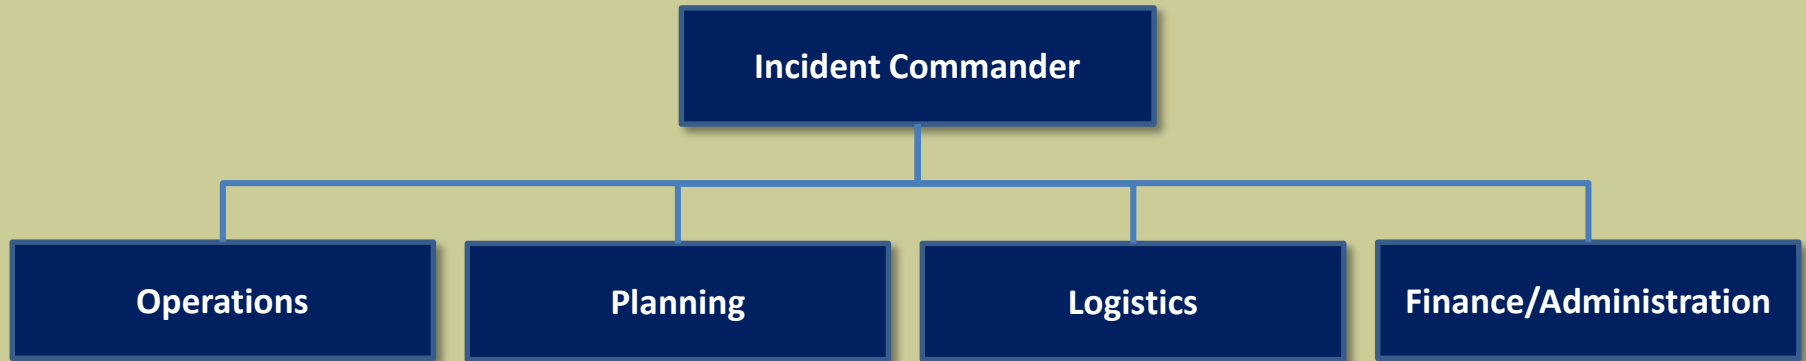 Incident Commander
Operations
Planning
Logistics
Finance/Administration